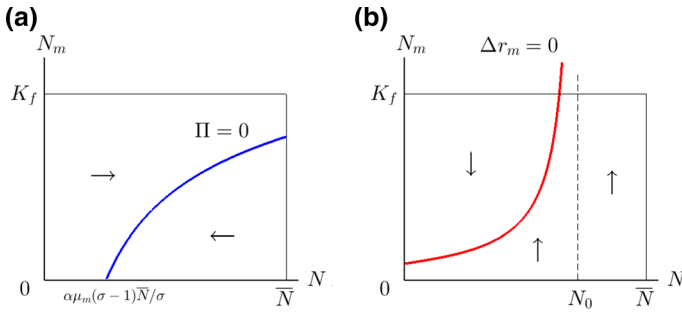 (a)
N_m
K_f
Π = 0
→
←
0
αμ_m(σ−1)N̅/σ
N̅
N
(b)
N_m
Δr_m = 0
K_f
↓
↑
↑
0
N_0
N̅
N